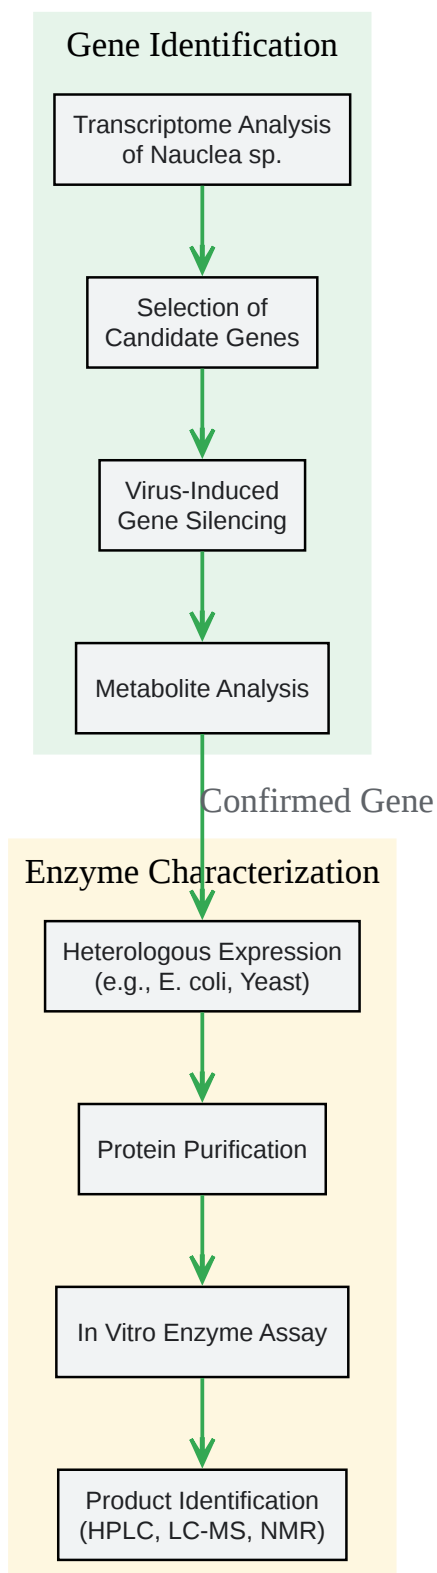 Gene Identification
Transcriptome Analysis
of Nauclea sp.
Selection of
Candidate Genes
Virus-Induced
Gene Silencing
Metabolite Analysis
Confirmed Gene
Enzyme Characterization
Heterologous Expression
(e.g., E. coli, Yeast)
Protein Purification
In Vitro Enzyme Assay
Product Identification
(HPLC, LC-MS, NMR)